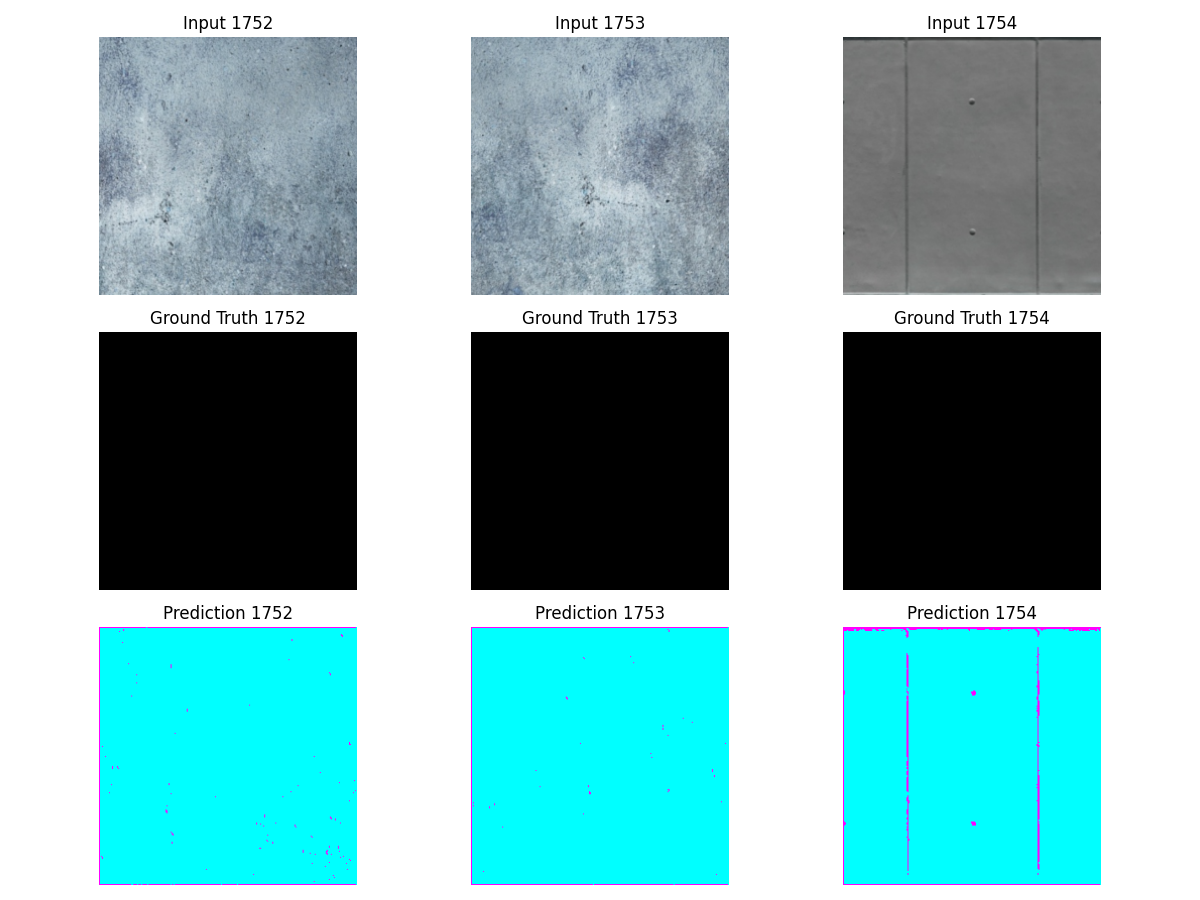 Input 1752
Input 1753
Input 1754
Ground Truth 1752
Ground Truth 1753
Ground Truth 1754
Prediction 1752
Prediction 1753
Prediction 1754